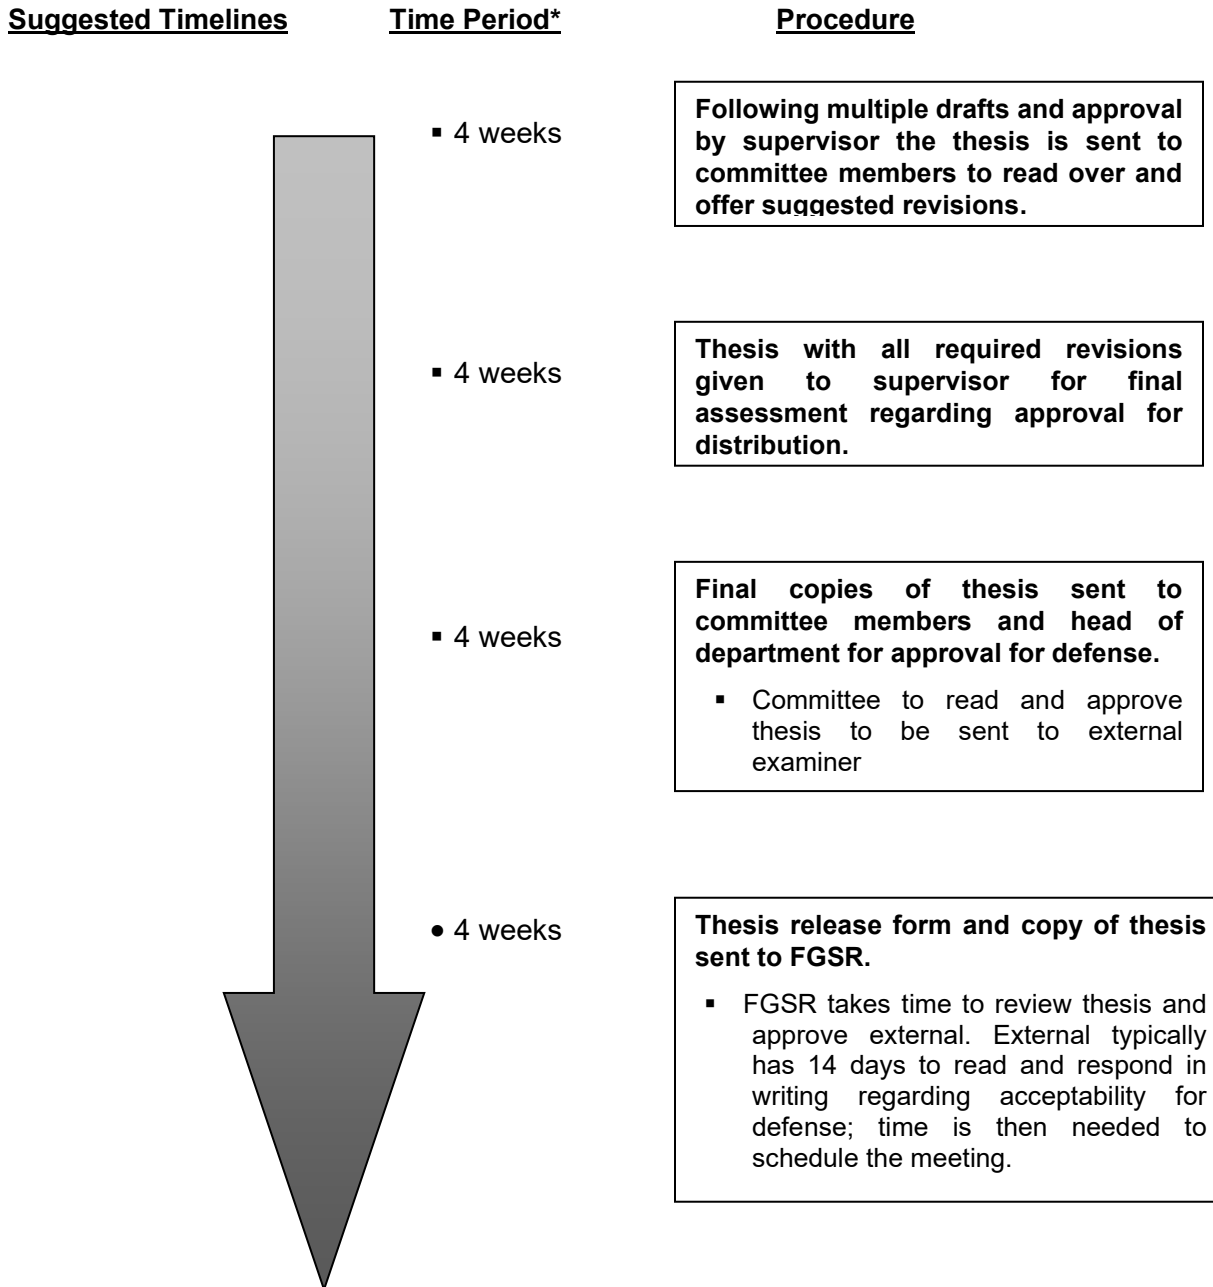 Suggested Timelines Time Period* Procedure
▪ 4 weeks
Following multiple drafts and approval
by supervisor the thesis is sent to
committee members to read over and
offer suggested revisions.
▪ 4 weeks
Thesis with all required revisions
given to supervisor for final
assessment regarding approval for
distribution.
▪ 4 weeks
Final copies of thesis sent to
committee members and head of
department for approval for defense.
▪ Committee to read and approve
thesis to be sent to external
examiner
• 4 weeks
Thesis release form and copy of thesis
sent to FGSR.
▪ FGSR takes time to review thesis and
approve external. External typically
has 14 days to read and respond in
writing regarding acceptability for
defense; time is then needed to
schedule the meeting.